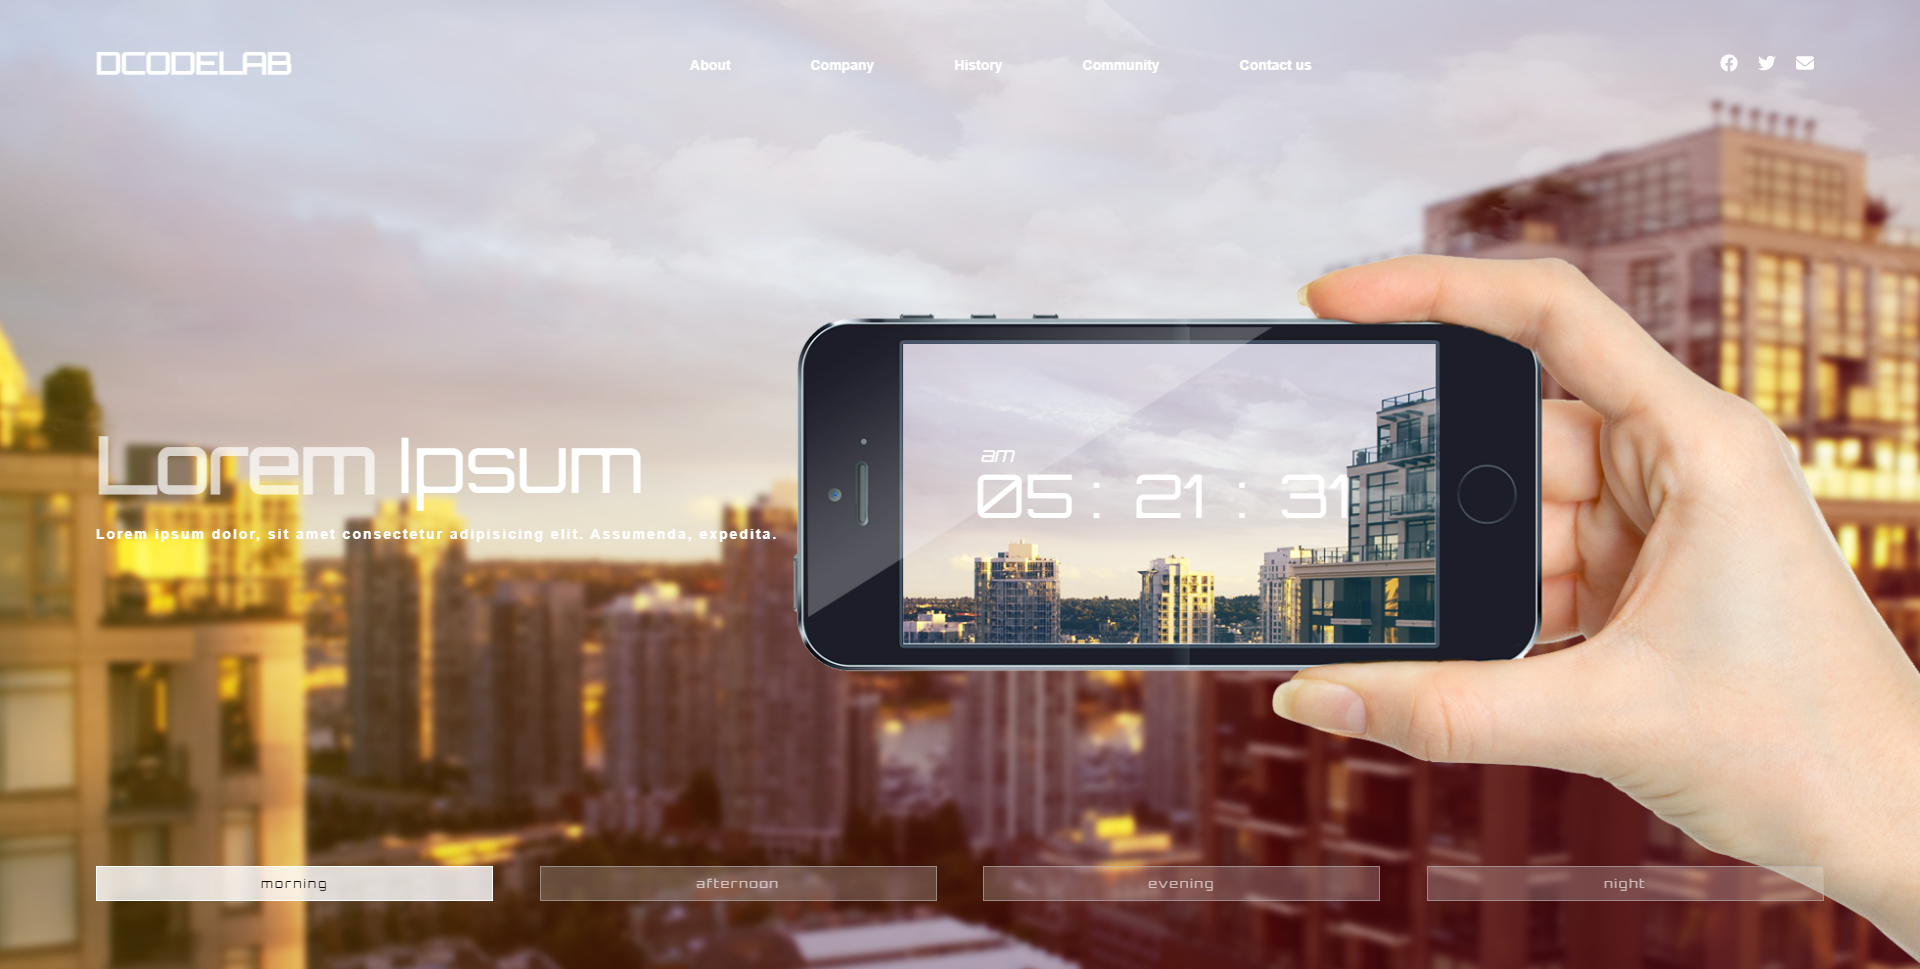 DCODELAB
About Company History Community Contact us
Lorem Ipsum
Lorem ipsum dolor, sit amet consectetur adipisicing elit. Assumenda, expedita.
am
05 : 21 : 31
morning afternoon evening night